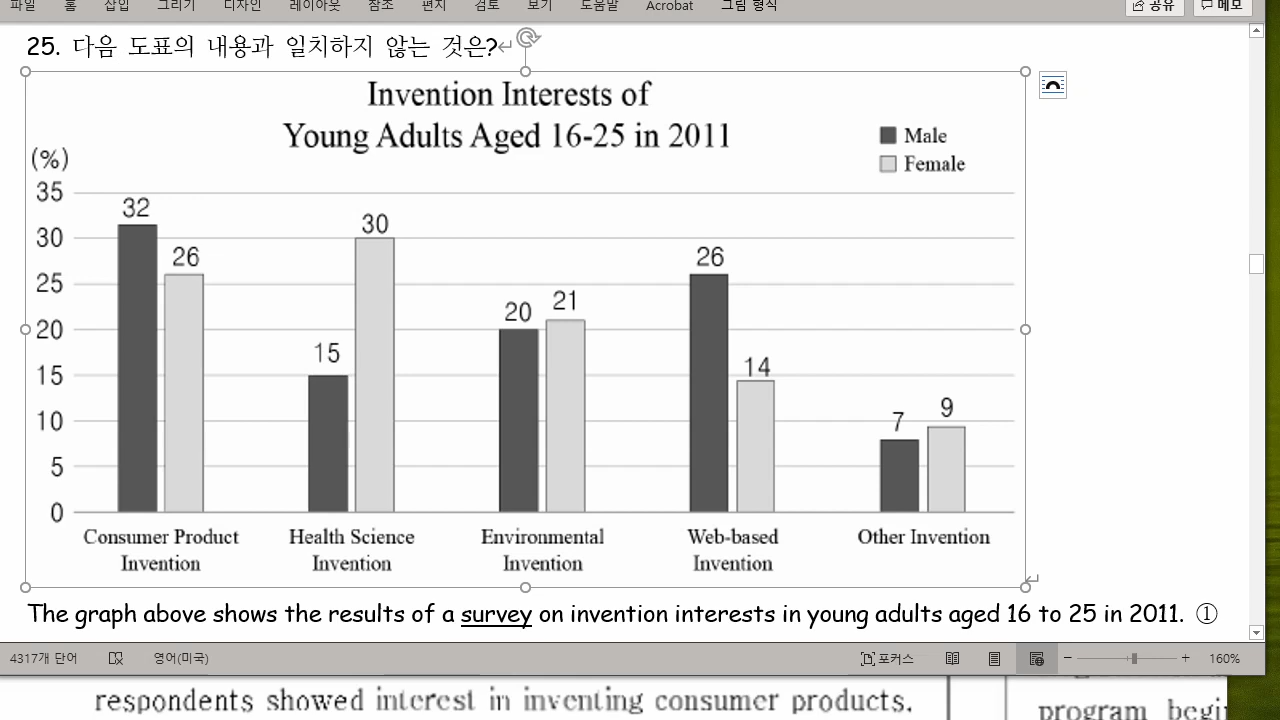 파일 홈 삽입 그리기 디자인 레이아웃 참조 편지 검토 보기 도움말 Acrobat 그림 형식 공유 메모
25. 다음 도표의 내용과 일치하지 않는 것은?
Invention Interests of
Young Adults Aged 16-25 in 2011
Male
Female
(%)
35
30
25
20
15
10
5
0
32 26
15 30
20 21
26 14
7 9
Consumer Product Invention
Health Science Invention
Environmental Invention
Web-based Invention
Other Invention
The graph above shows the results of a survey on invention interests in young adults aged 16 to 25 in 2011. ①
4317개 단어 영어(미국) 포커스 160%
respondents showed interest in inventing consumer products.
program